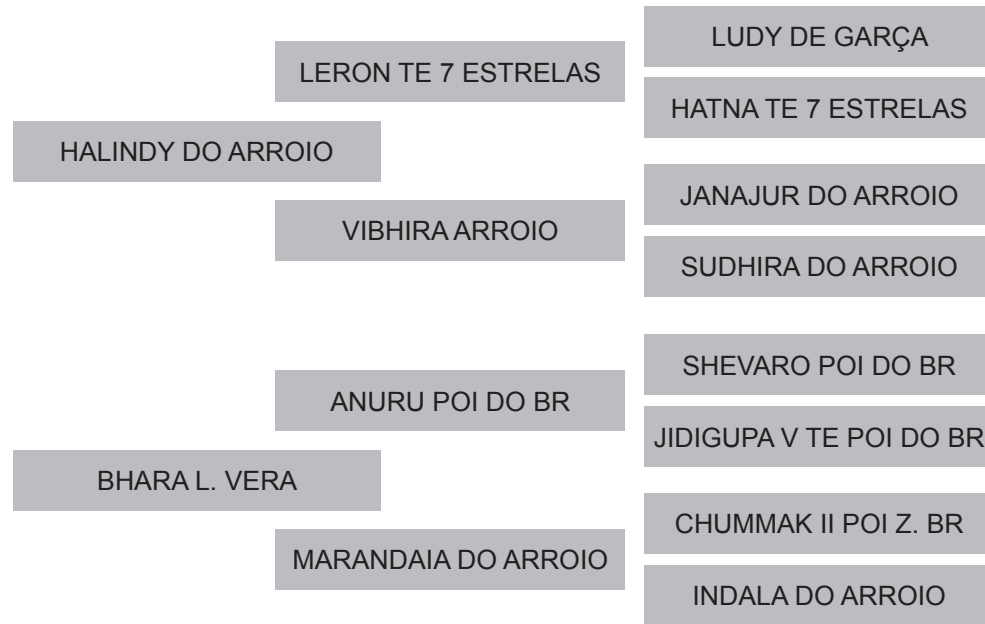 LUDY DE GARÇA
LERON TE 7 ESTRELAS
HATNA TE 7 ESTRELAS
HALINDY DO ARROIO
JANAJUR DO ARROIO
VIBHIRA ARROIO
SUDHIRA DO ARROIO
SHEVARO POI DO BR
ANURU POI DO BR
JIDIGUPA V TE POI DO BR
BHARA L. VERA
CHUMMAK II POI Z. BR
MARANDAIA DO ARROIO
INDALA DO ARROIO